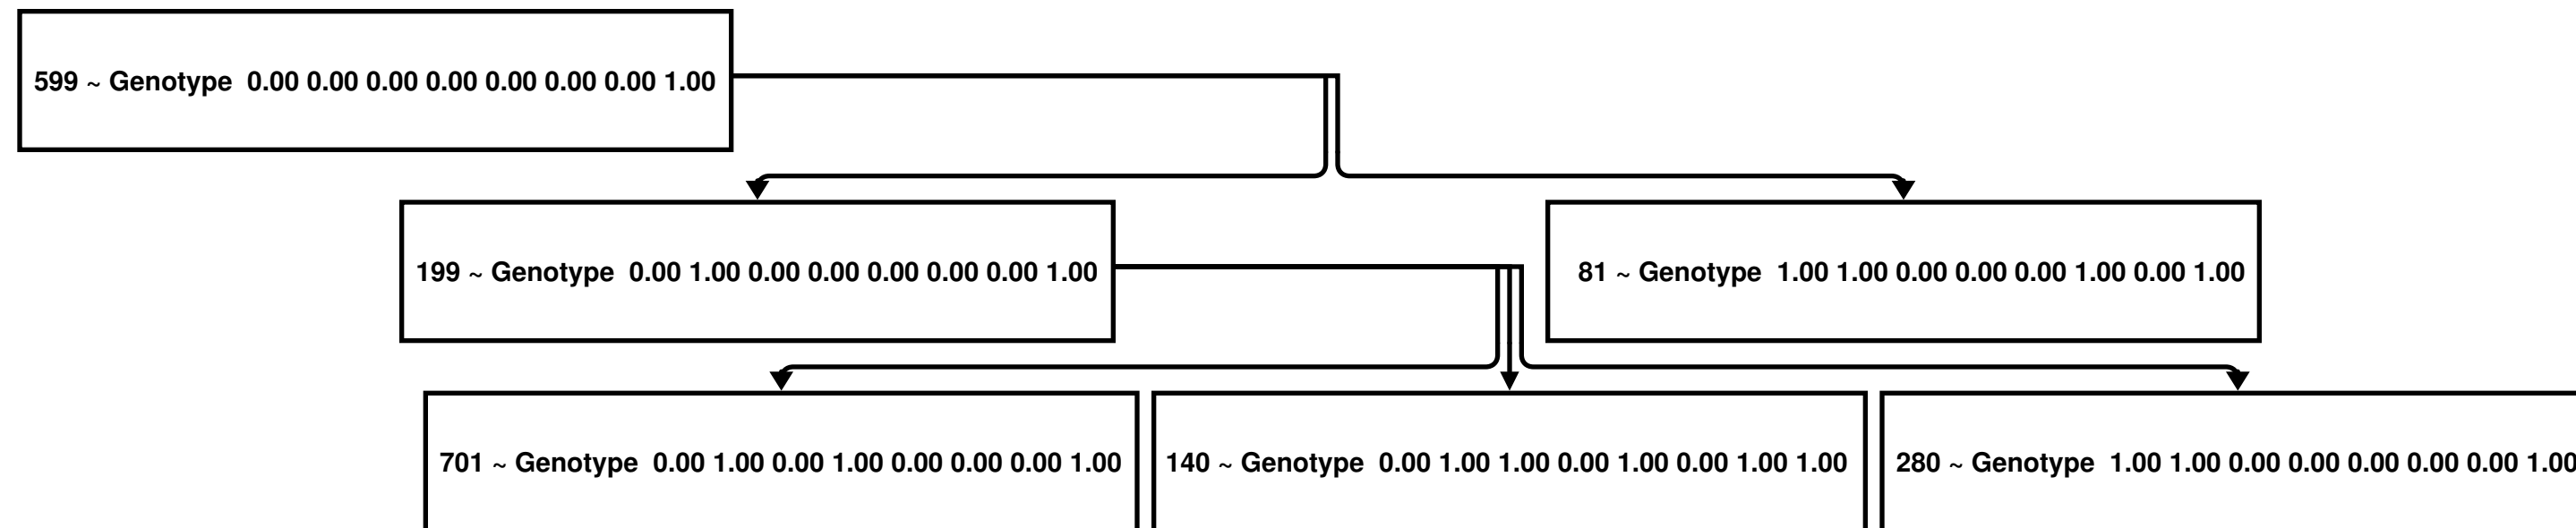 599 ~ Genotype 0.00 0.00 0.00 0.00 0.00 0.00 0.00 1.00
199 ~ Genotype 0.00 1.00 0.00 0.00 0.00 0.00 0.00 1.00
81 ~ Genotype 1.00 1.00 0.00 0.00 0.00 1.00 0.00 1.00
701 ~ Genotype 0.00 1.00 0.00 1.00 0.00 0.00 0.00 1.00
140 ~ Genotype 0.00 1.00 1.00 0.00 1.00 0.00 1.00 1.00
280 ~ Genotype 1.00 1.00 0.00 0.00 0.00 0.00 0.00 1.00